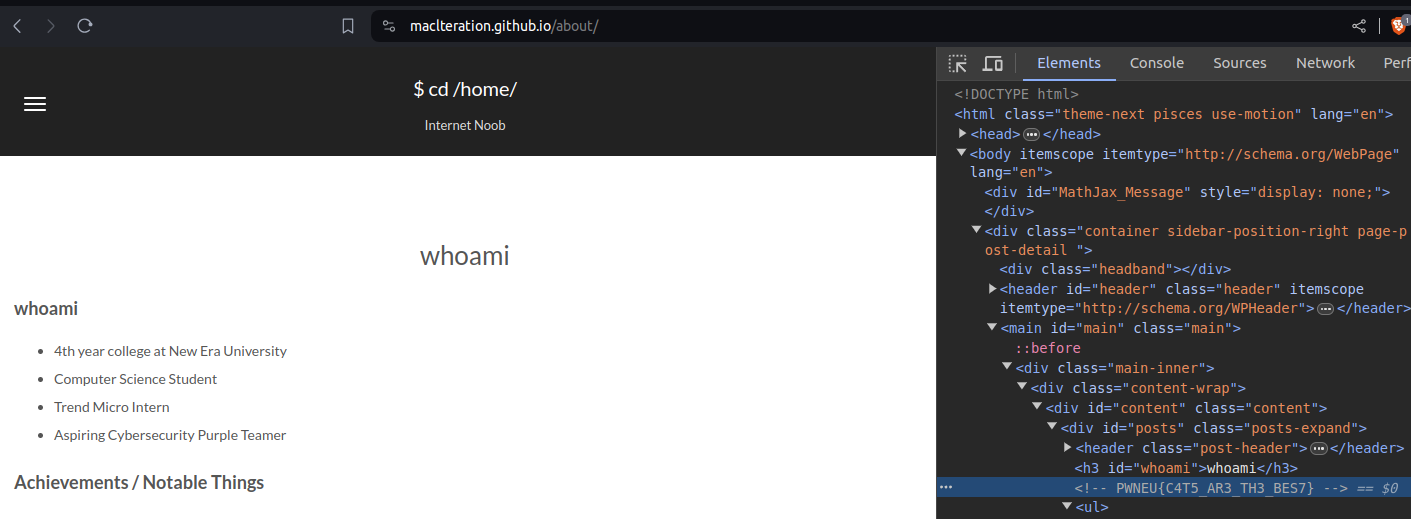 maclteration.github.io/about/
1
$ cd /home/
Internet Noob
whoami
whoami
4th year college at New Era University
Computer Science Student
Trend Micro Intern
Aspiring Cybersecurity Purple Teamer
Achievements / Notable Things
Elements Console Sources Network Perf
<!DOCTYPE html>
<html class="theme-next pisces use-motion" lang="en">
<head>…</head>
<body itemscope itemtype="http://schema.org/WebPage"
lang="en">
<div id="MathJax_Message" style="display: none;">
</div>
<div class="container sidebar-position-right page-p
ost-detail ">
<div class="headband"></div>
<header id="header" class="header" itemscope
itemtype="http://schema.org/WPHeader">…</header>
<main id="main" class="main">
::before
<div class="main-inner">
<div class="content-wrap">
<div id="content" class="content">
<div id="posts" class="posts-expand">
<header class="post-header">…</header>
<h3 id="whoami">whoami</h3>
<!-- PWNEU{C4T5_AR3_TH3_BES7} --> == $0
<ul>